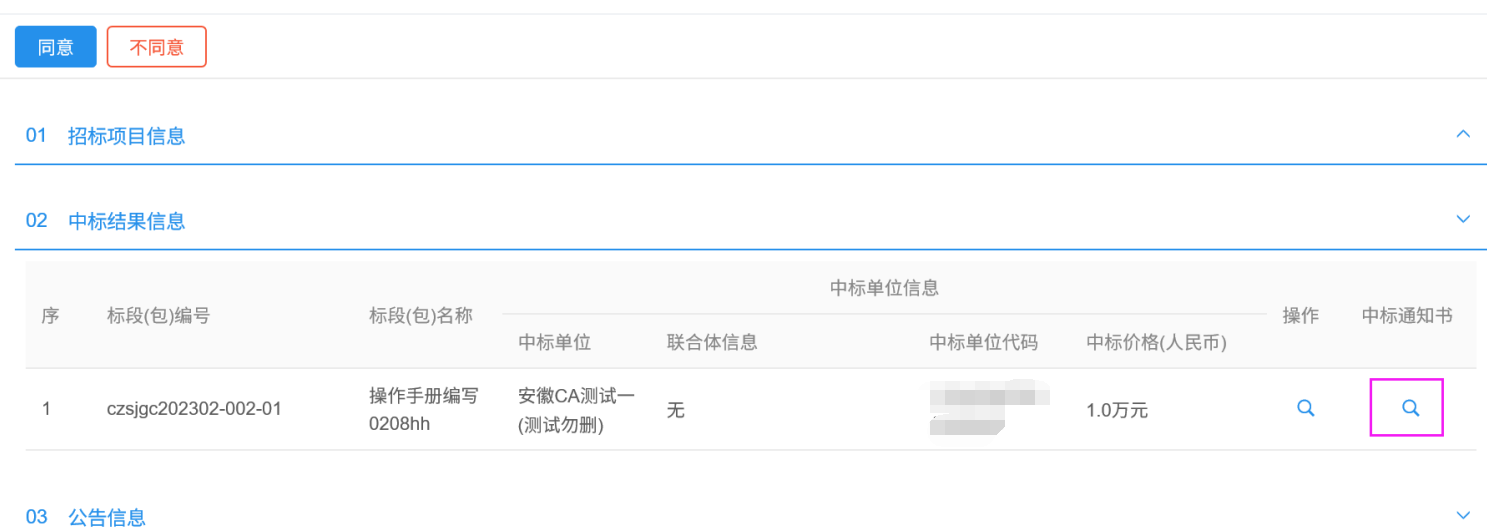 同意 不同意
01 招标项目信息
02 中标结果信息
中标单位信息
序 标段(包)编号 标段(包)名称 操作 中标通知书
中标单位 联合体信息 中标单位代码 中标价格(人民币)
操作手册编写 安徽CA测试一
1 czsjgc202302-002-01 无 1.0万元
0208hh (测试勿删)
03 公告信息